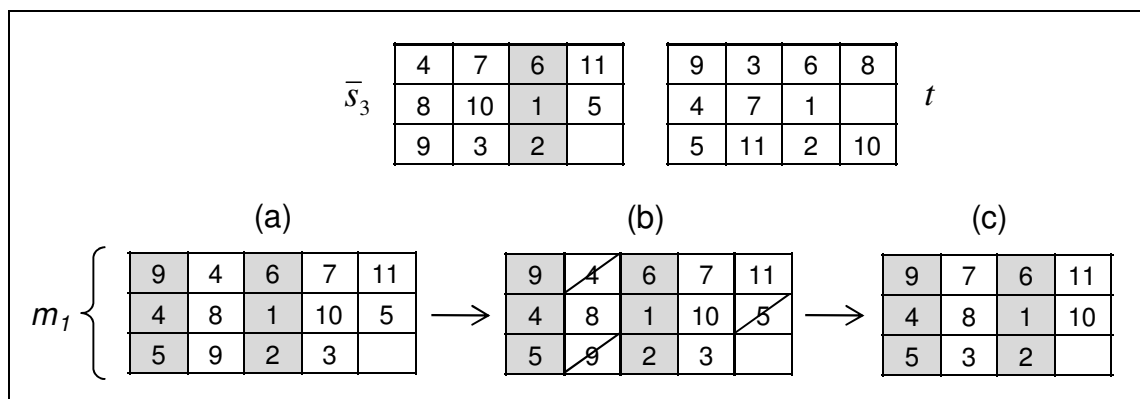 4 7 6 11 9 3 6 8
s̄₃ 8 10 1 5 4 7 1 t
9 3 2 5 11 2 10
(a) (b) (c)
9 4 6 7 11 9 4 6 7 11 9 7 6 11
m₁ 4 8 1 10 5 4 8 1 10 5 4 8 1 10
5 9 2 3 5 9 2 3 5 3 2